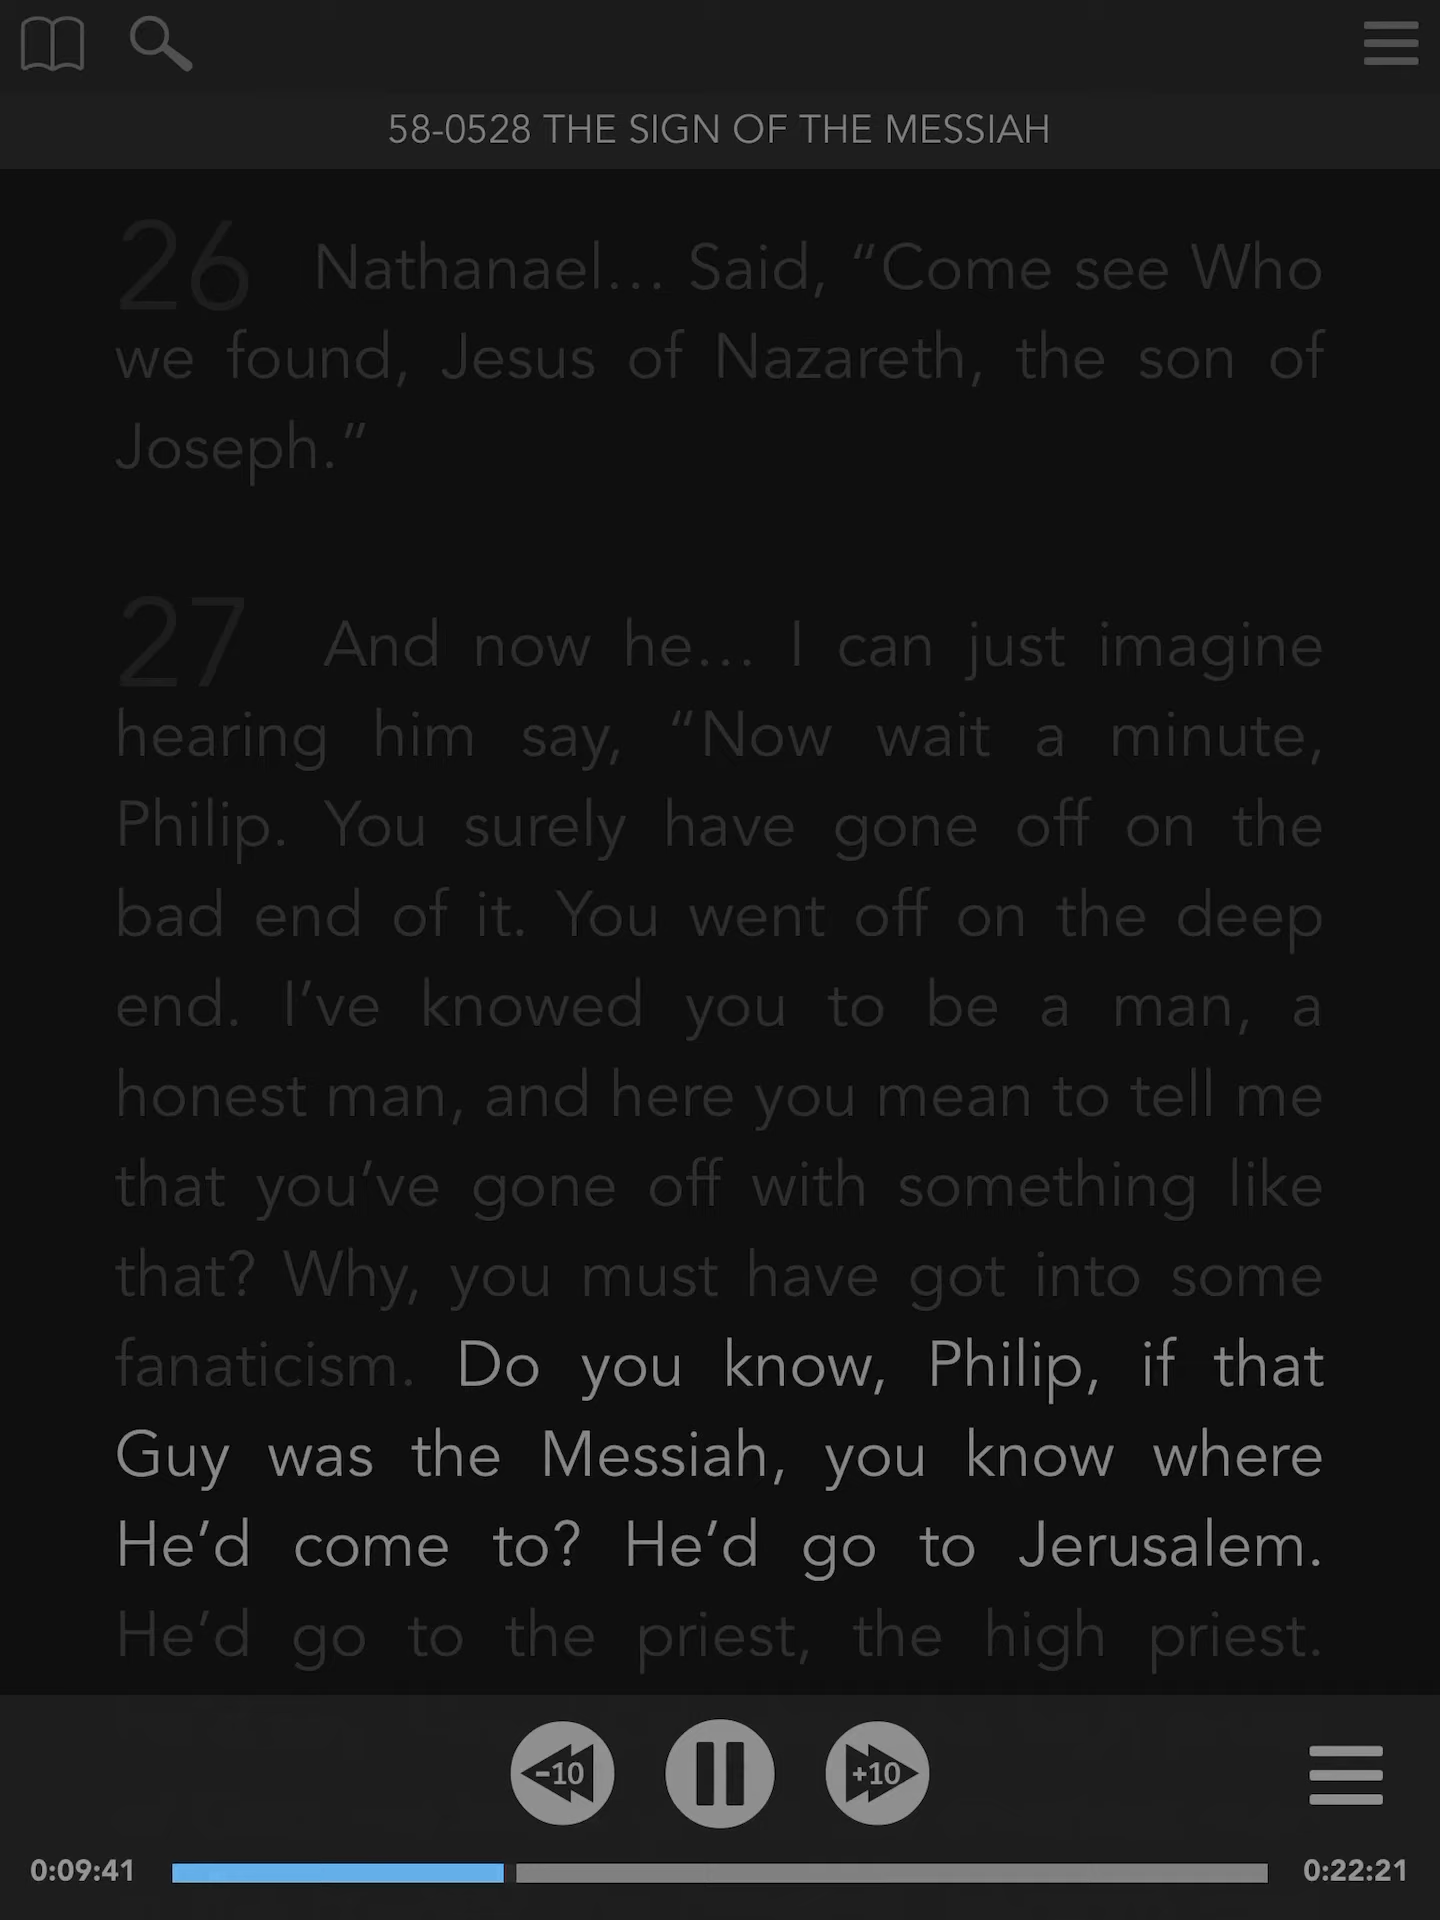 58-0528 THE SIGN OF THE MESSIAH
26 Nathanael… Said, “Come see Who
we found, Jesus of Nazareth, the son of
Joseph.”
27 And now he… I can just imagine
hearing him say, “Now wait a minute,
Philip. You surely have gone off on the
bad end of it. You went off on the deep
end. I’ve knowed you to be a man, a
honest man, and here you mean to tell me
that you’ve gone off with something like
that? Why, you must have got into some
fanaticism. Do you know, Philip, if that
Guy was the Messiah, you know where
He’d come to? He’d go to Jerusalem.
He’d go to the priest, the high priest.
-10 +10
0:09:41 0:22:21